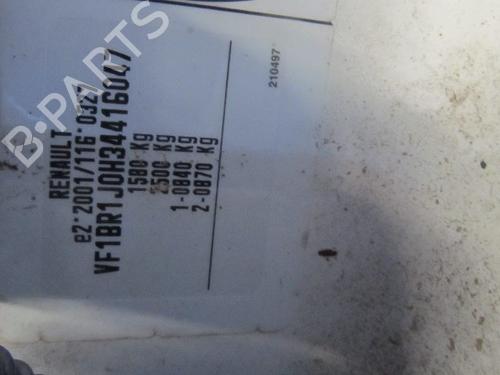 RENAULT
e2*2001/116*0327
VF1BR1J0H34416047
1580 Kg
2500 Kg
1-0840 Kg
2-0870 Kg
210497
B-PARTS